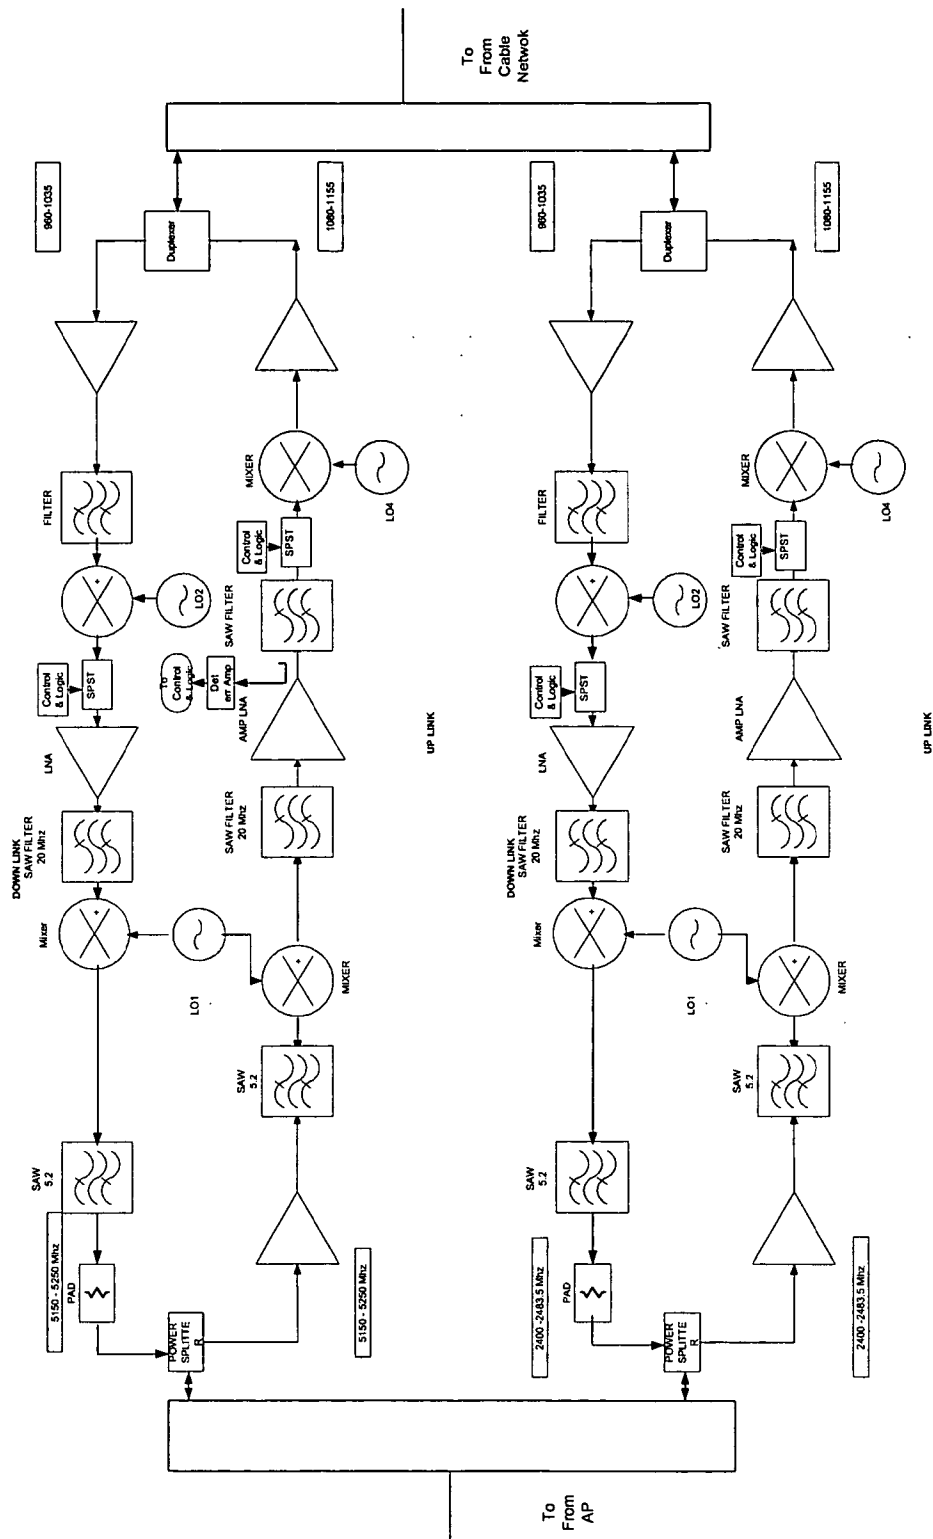 To
From
Cable
Netwok
960-1035
1080-1155
Duplexer
FILTER
MIXER
LO4
LO2
Control
& Logic
SPST
Control
& Logic
SPST
SAW FILTER
To
Control
& Logic
Det
err Amp
LNA
AMP LNA
UP LINK
DOWN LINK
SAW FILTER
20 Mhz
SAW FILTER
20 Mhz
Mixer
LO1
MIXER
SAW
5.2
SAW
5.2
5150 - 5250 Mhz
PAD
5150 - 5250 Mhz
POWER
SPLITTE
R
960-1035
1080-1155
Duplexer
FILTER
MIXER
LO4
LO2
Control
& Logic
SPST
Control
& Logic
SPST
SAW FILTER
LNA
AMP LNA
UP LINK
DOWN LINK
SAW FILTER
20 Mhz
SAW FILTER
20 Mhz
Mixer
LO1
MIXER
SAW
5.2
SAW
5.2
2400 -2483.5 Mhz
PAD
2400 -2483.5 Mhz
POWER
SPLITTE
R
To
From
AP